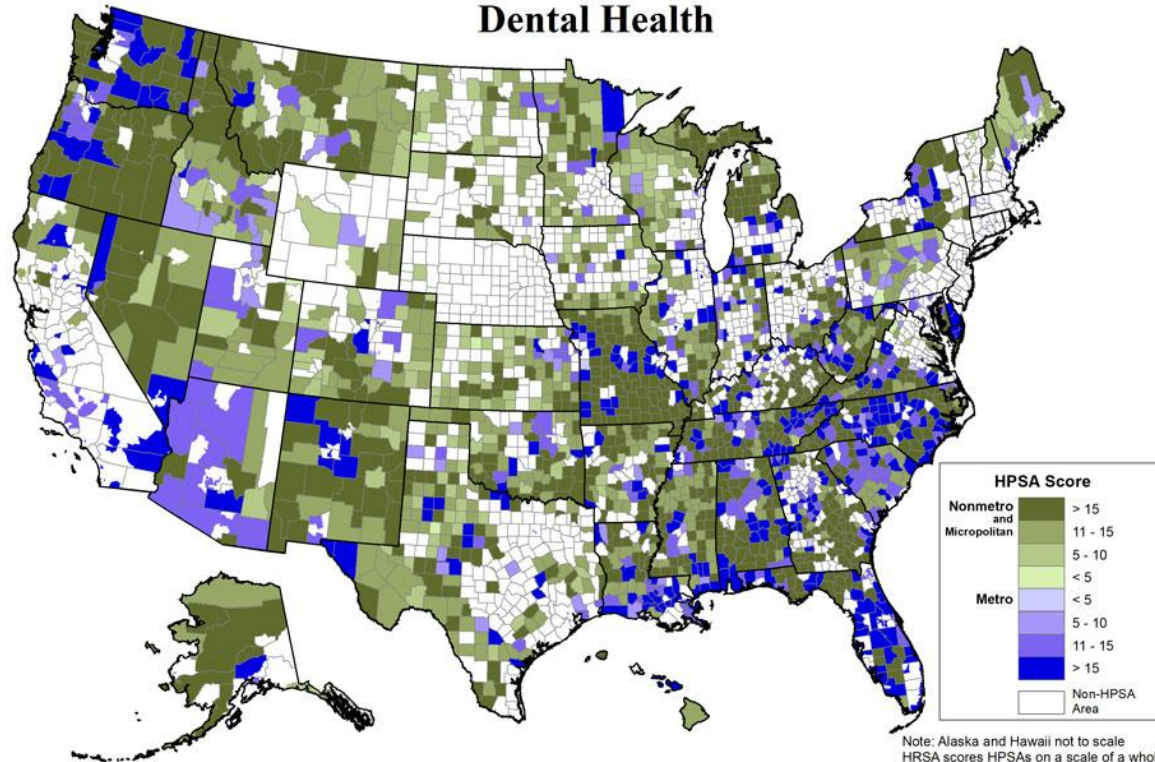 Dental Health
HPSA Score
Nonmetro
and
Micropolitan
> 15
11 - 15
5 - 10
< 5
Metro
< 5
5 - 10
11 - 15
> 15
Non-HPSA
Area
Note: Alaska and Hawaii not to scale
HRSA scores HPSAs on a scale of a whol